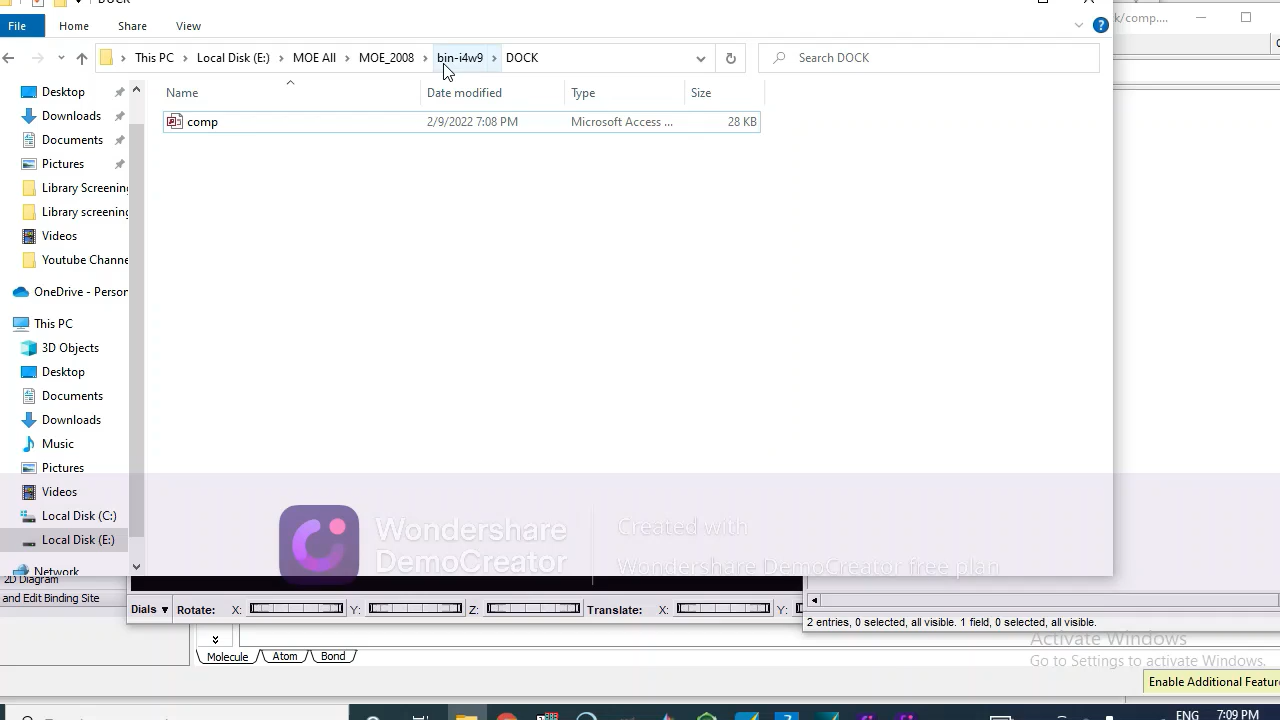 DOCK
k/comp....
File Home Share View
This PC Local Disk (E:) MOE All MOE_2008 bin-i4w9 DOCK
Search DOCK
Name Date modified Type Size
comp 2/9/2022 7:08 PM Microsoft Access ... 28 KB
Desktop
Downloads
Documents
Pictures
Library Screening
Library screening
Videos
Youtube Channe
OneDrive - Person
This PC
3D Objects
Desktop
Documents
Downloads
Music
Pictures
Videos
Local Disk (C:)
Local Disk (E:)
Network
Wondershare
DemoCreator
Created with
Wondershare DemoCreator free plan
2D Diagram
and Edit Binding Site
Dials Rotate: X: Y: Z: Translate: X: Y:
2 entries, 0 selected, all visible. 1 field, 0 selected, all visible.
Molecule Atom Bond
Activate Windows
Go to Settings to activate Windows.
Enable Additional Feature
ENG 7:09 PM